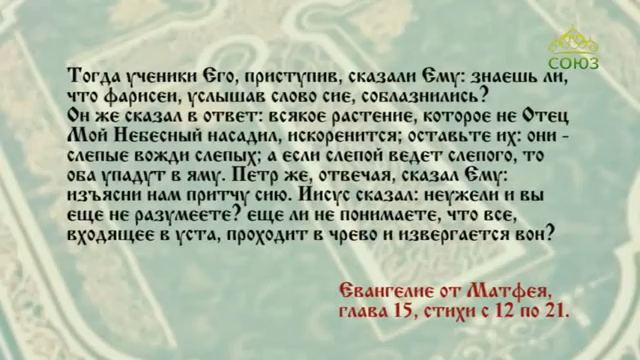 СОЮЗ
Тогда ученики Его, приступив, сказали Ему: знаешь ли,
что фарисеи, услышав слово сие, соблазнились?
Он же сказал в ответ: всякое растение, которое не Отец
Мой Небесный насадил, искоренится; оставьте их: они -
слепые вожди слепых; а если слепой ведет слепого, то
оба упадут в яму. Петр же, отвечая, сказал Ему:
изъясни нам притчу сию. Иисус сказал: неужели и вы
еще не разумеете? еще ли не понимаете, что все,
входящее в уста, проходит в чрево и извергается вон?
Евангелие от Матфея,
глава 15, стихи с 12 по 21.